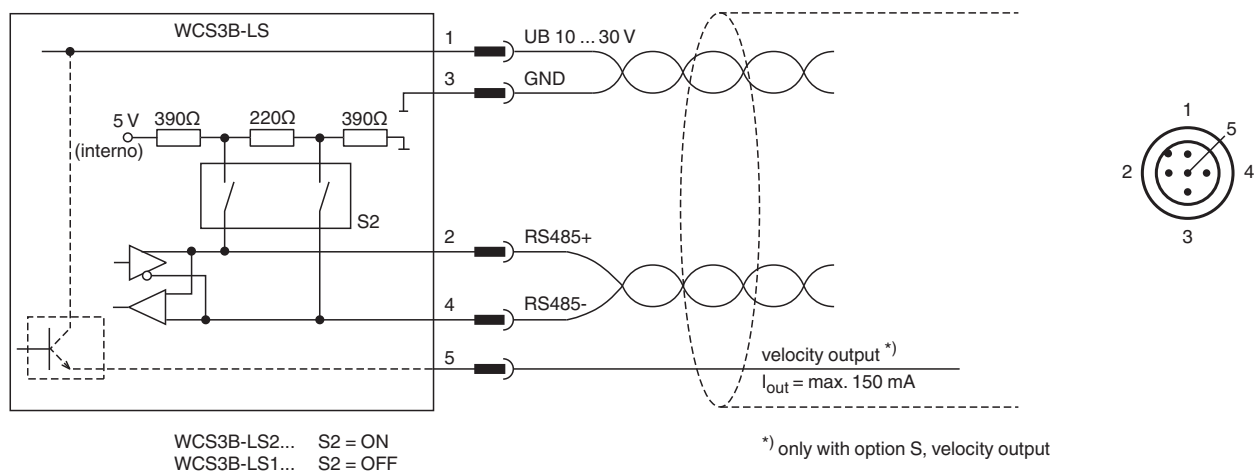 WCS3B-LS
1
UB 10 ... 30 V
3
GND
5 V
(interno)
390Ω
220Ω
390Ω
S2
2
RS485+
4
RS485-
5
velocity output *)
Iout = max. 150 mA
1
5
2
4
3
WCS3B-LS2... S2 = ON
WCS3B-LS1... S2 = OFF
*) only with option S, velocity output